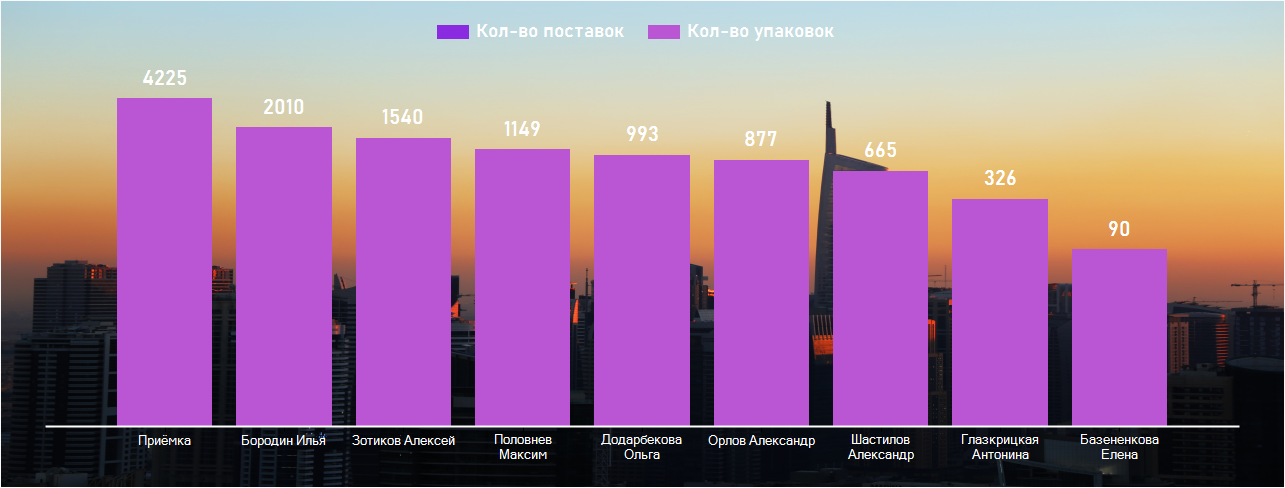 Кол-во поставок Кол-во упаковок
4225
2010
1540
1149
993
877
665
326
90
Приёмка
Бородин Илья
Зотиков Алексей
Половнев
Максим
Додарбекова
Ольга
Орлов Александр
Шастилов
Александр
Глазкрицкая
Антонина
Базененкова
Елена